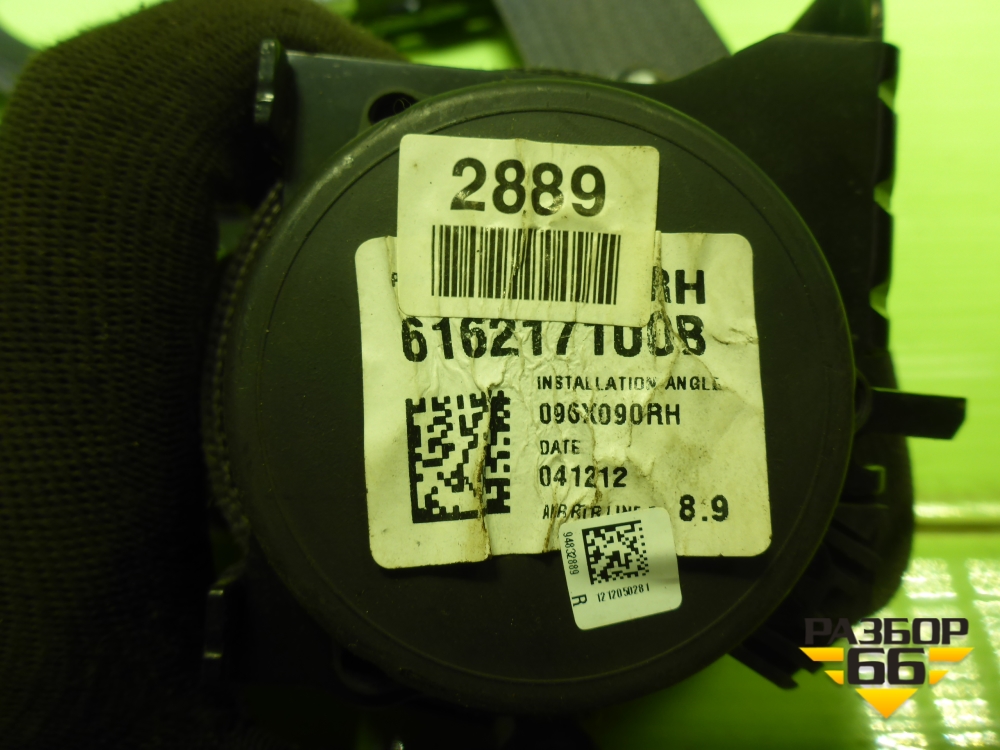 2889
RH
616217100B
INSTALLATION ANGLE
096X090RH
DATE
041212
8.9
94832889
R
1212050281
РАЗБОР
66